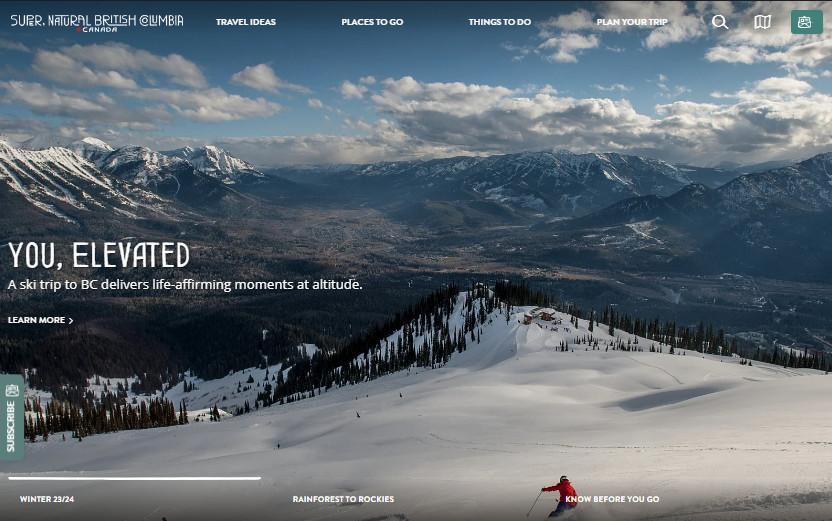 SUPER, NATURAL BRITISH COLUMBIA
CANADA
TRAVEL IDEAS
PLACES TO GO
THINGS TO DO
PLAN YOUR TRIP
YOU, ELEVATED
A ski trip to BC delivers life-affirming moments at altitude.
LEARN MORE >
SUBSCRIBE
WINTER 23/24
RAINFOREST TO ROCKIES
KNOW BEFORE YOU GO